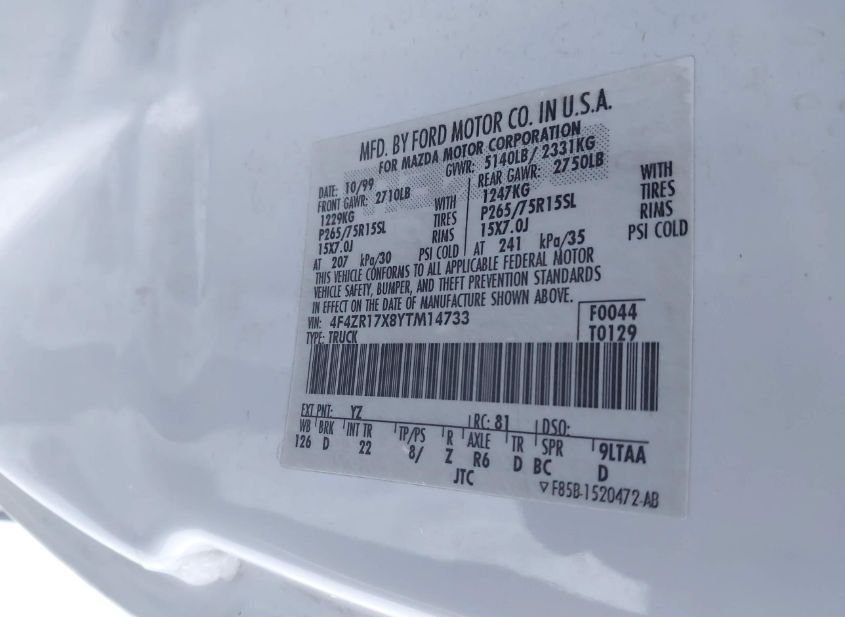 MFD. BY FORD MOTOR CO. IN U.S.A.
FOR MAZDA MOTOR CORPORATION
DATE: 10/99 GVWR: 5140LB/ 2331KG
FRONT GAWR: 2710LB REAR GAWR: 2750LB
1229KG WITH 1247KG WITH
P265/75R15SL TIRES P265/75R15SL TIRES
15X7.0J RIMS 15X7.0J RIMS
AT 207 kPa/30 PSI COLD AT 241 kPa/35 PSI COLD
THIS VEHICLE CONFORMS TO ALL APPLICABLE FEDERAL MOTOR
VEHICLE SAFETY, BUMPER, AND THEFT PREVENTION STANDARDS
IN EFFECT ON THE DATE OF MANUFACTURE SHOWN ABOVE.
VIN: 4F4ZR17X8YTM14733 F0044
TYPE: TRUCK T0129
EXT PNT: YZ RC: 81 DSO:
WB BRK INT TR TP/PS R AXLE TR SPR 9LTAA
126 D 22 8/ Z R6 D BC D
JTC
▽F85B-1520472-AB